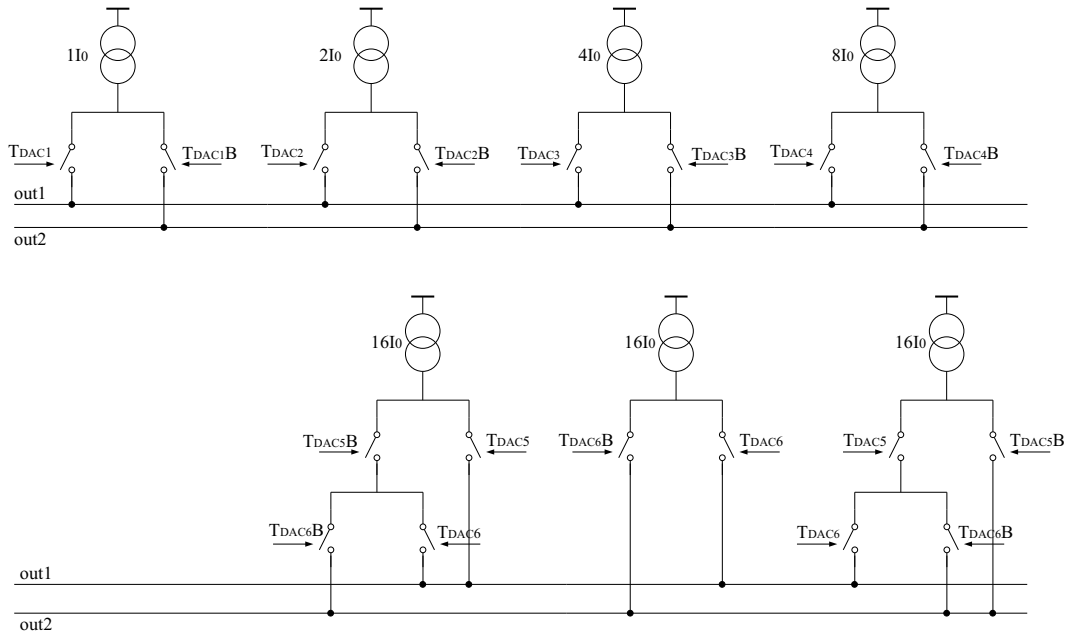 1I0 2I0 4I0 8I0
TDAC1 TDAC1B TDAC2 TDAC2B TDAC3 TDAC3B TDAC4 TDAC4B
out1
out2
16I0 16I0 16I0
TDAC5B TDAC5 TDAC6B TDAC6 TDAC5 TDAC5B
TDAC6B TDAC6 TDAC6 TDAC6B
out1
out2